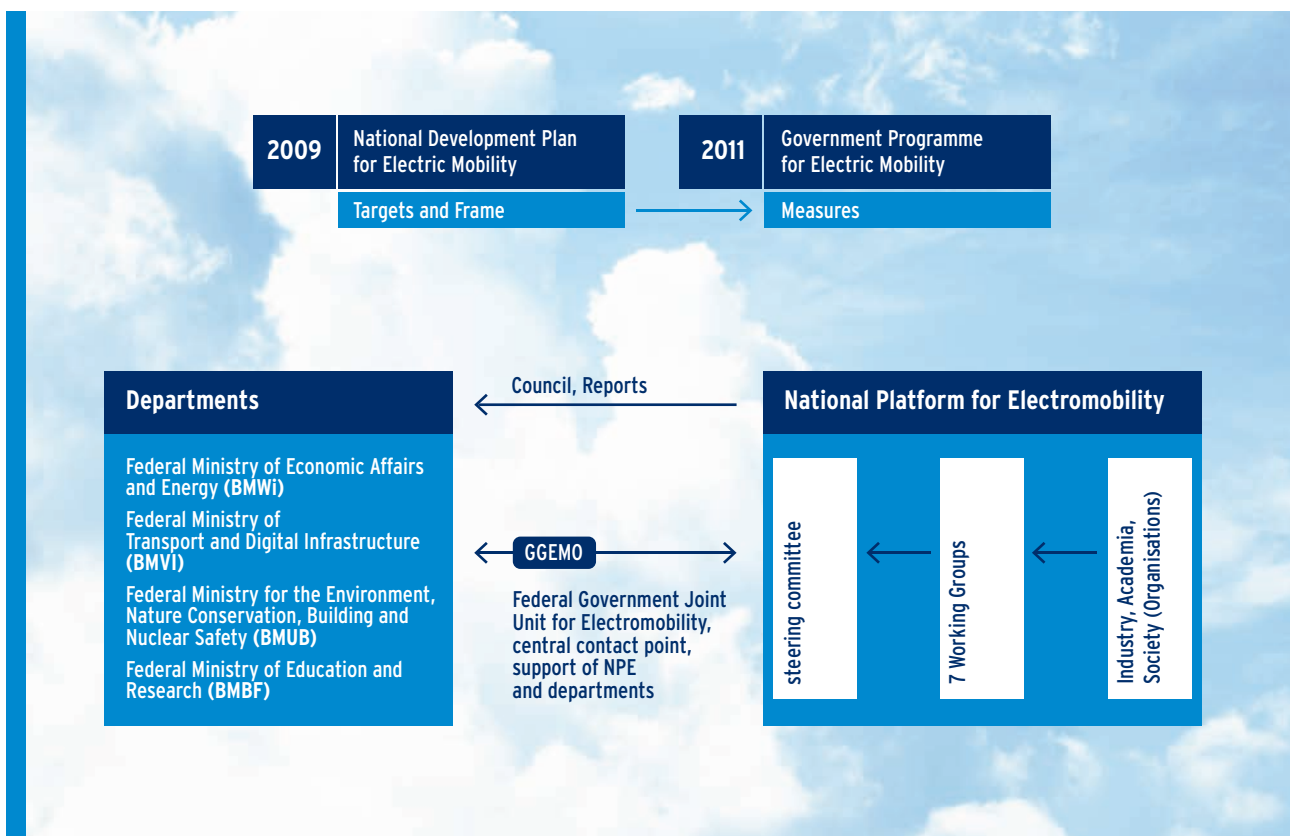 2009
National Development Plan
for Electric Mobility
Targets and Frame
2011
Government Programme
for Electric Mobility
Measures
Departments
Federal Ministry of Economic Affairs
and Energy (BMWi)
Federal Ministry of
Transport and Digital Infrastructure
(BMVI)
Federal Ministry for the Environment,
Nature Conservation, Building and
Nuclear Safety (BMUB)
Federal Ministry of Education and
Research (BMBF)
Council, Reports
GGEMO
Federal Government Joint
Unit for Electromobility,
central contact point,
support of NPE
and departments
National Platform for Electromobility
steering committee
7 Working Groups
Industry, Academia,
Society (Organisations)